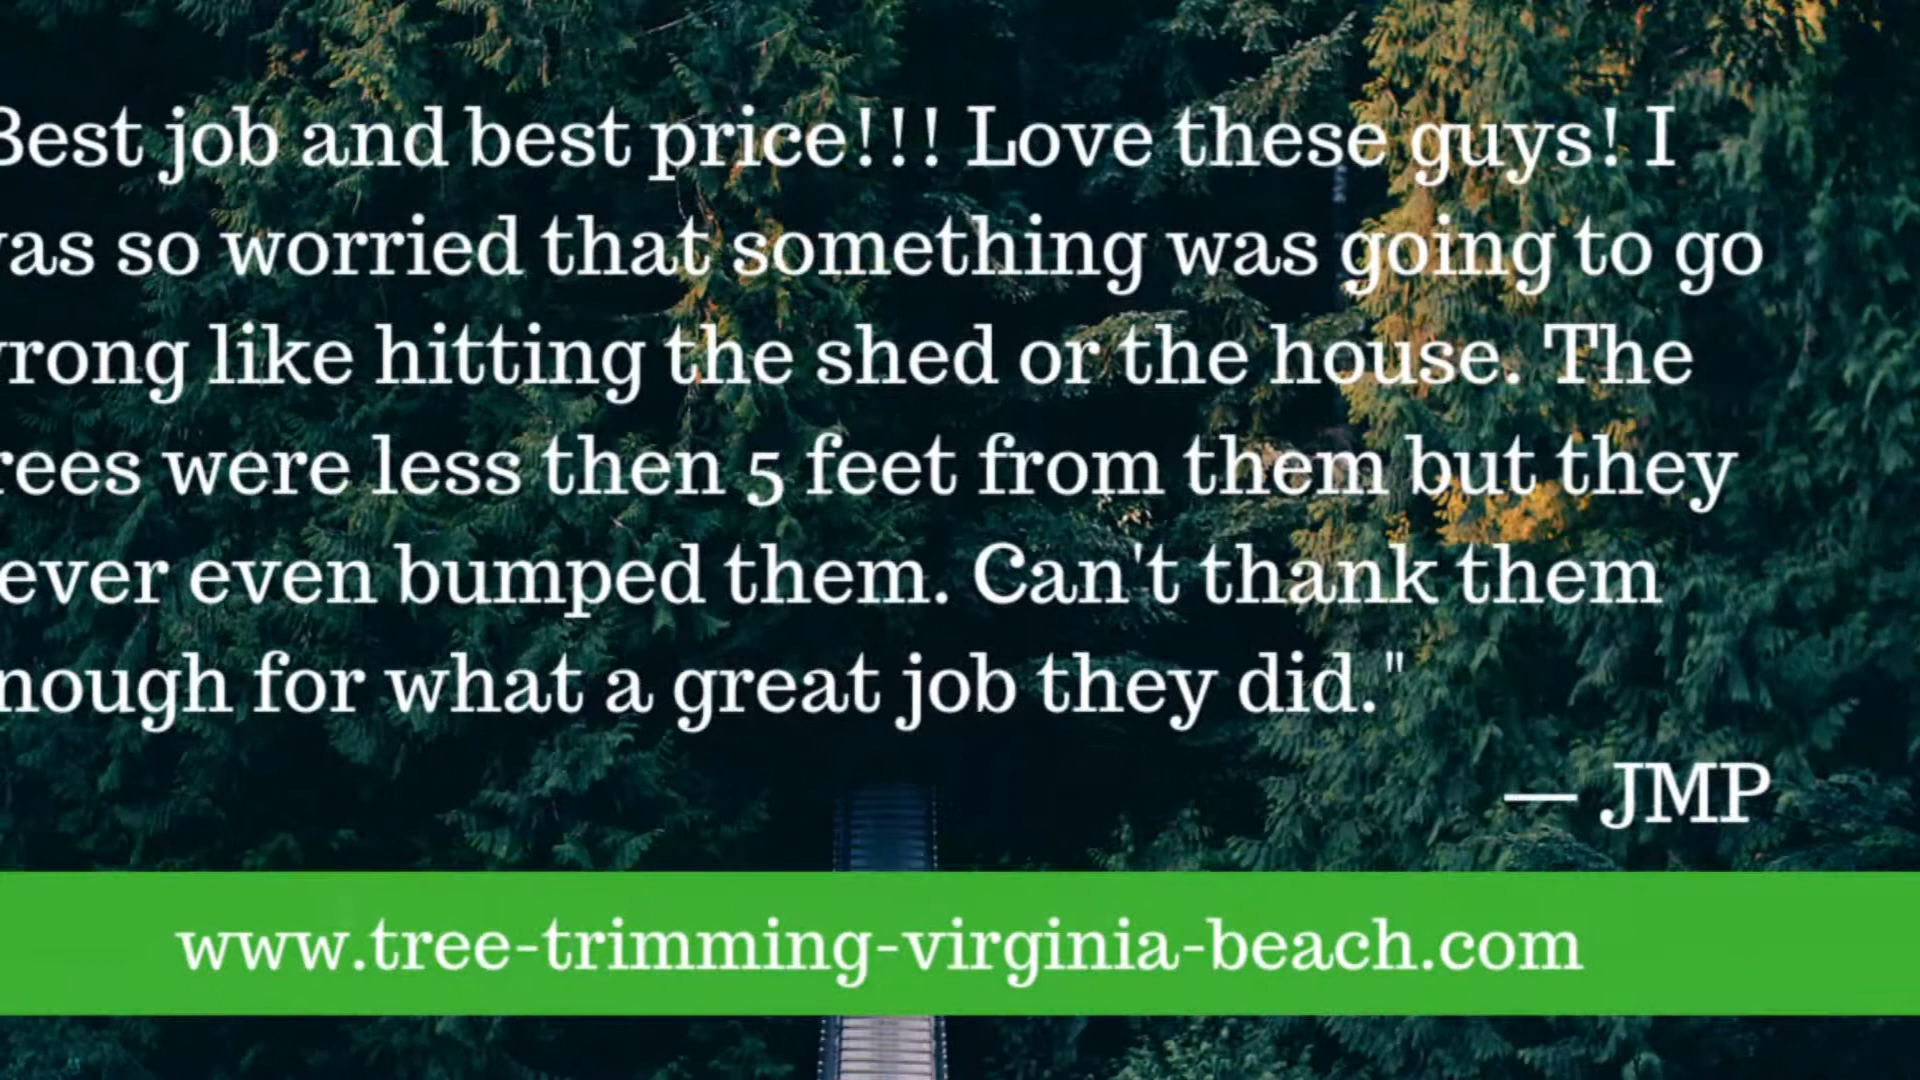 Best job and best price!!! Love these guys! I
was so worried that something was going to go
wrong like hitting the shed or the house. The
rees were less then 5 feet from them but they
ever even bumped them. Can't thank them
nough for what a great job they did."
— JMP
www.tree-trimming-virginia-beach.com